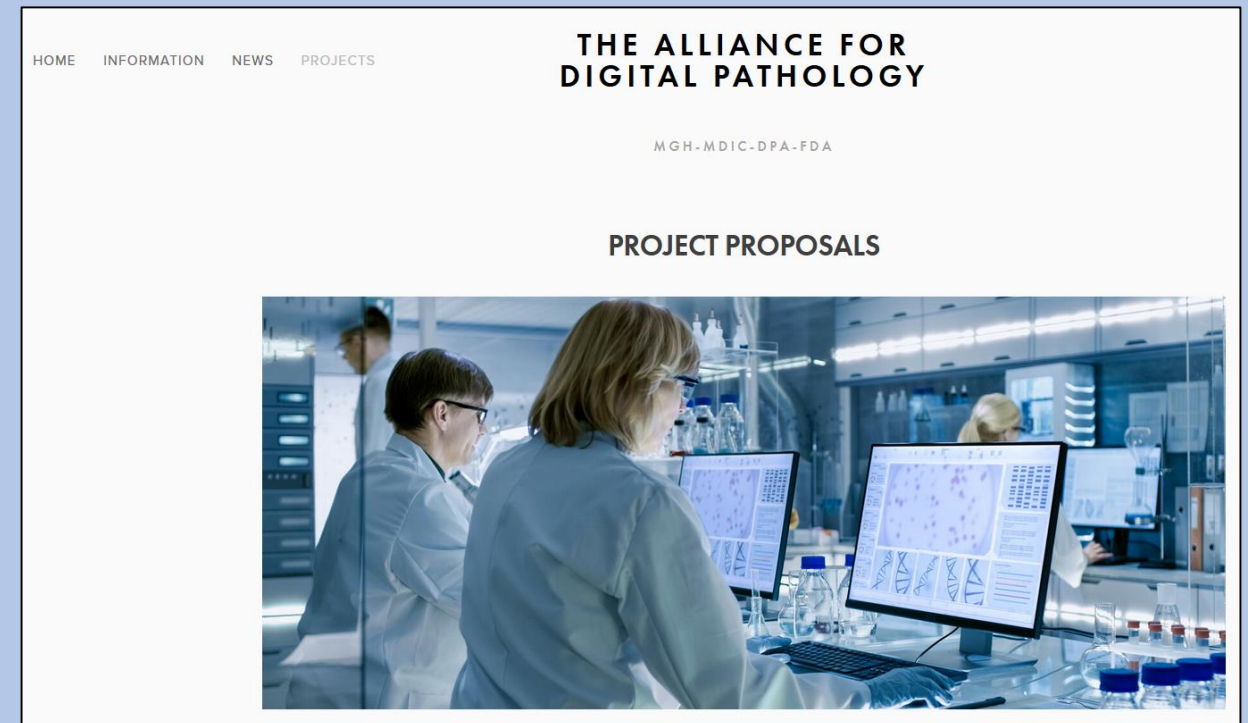 HOME INFORMATION NEWS PROJECTS
THE ALLIANCE FOR
DIGITAL PATHOLOGY
MGH-MDIC-DPA-FDA
PROJECT PROPOSALS